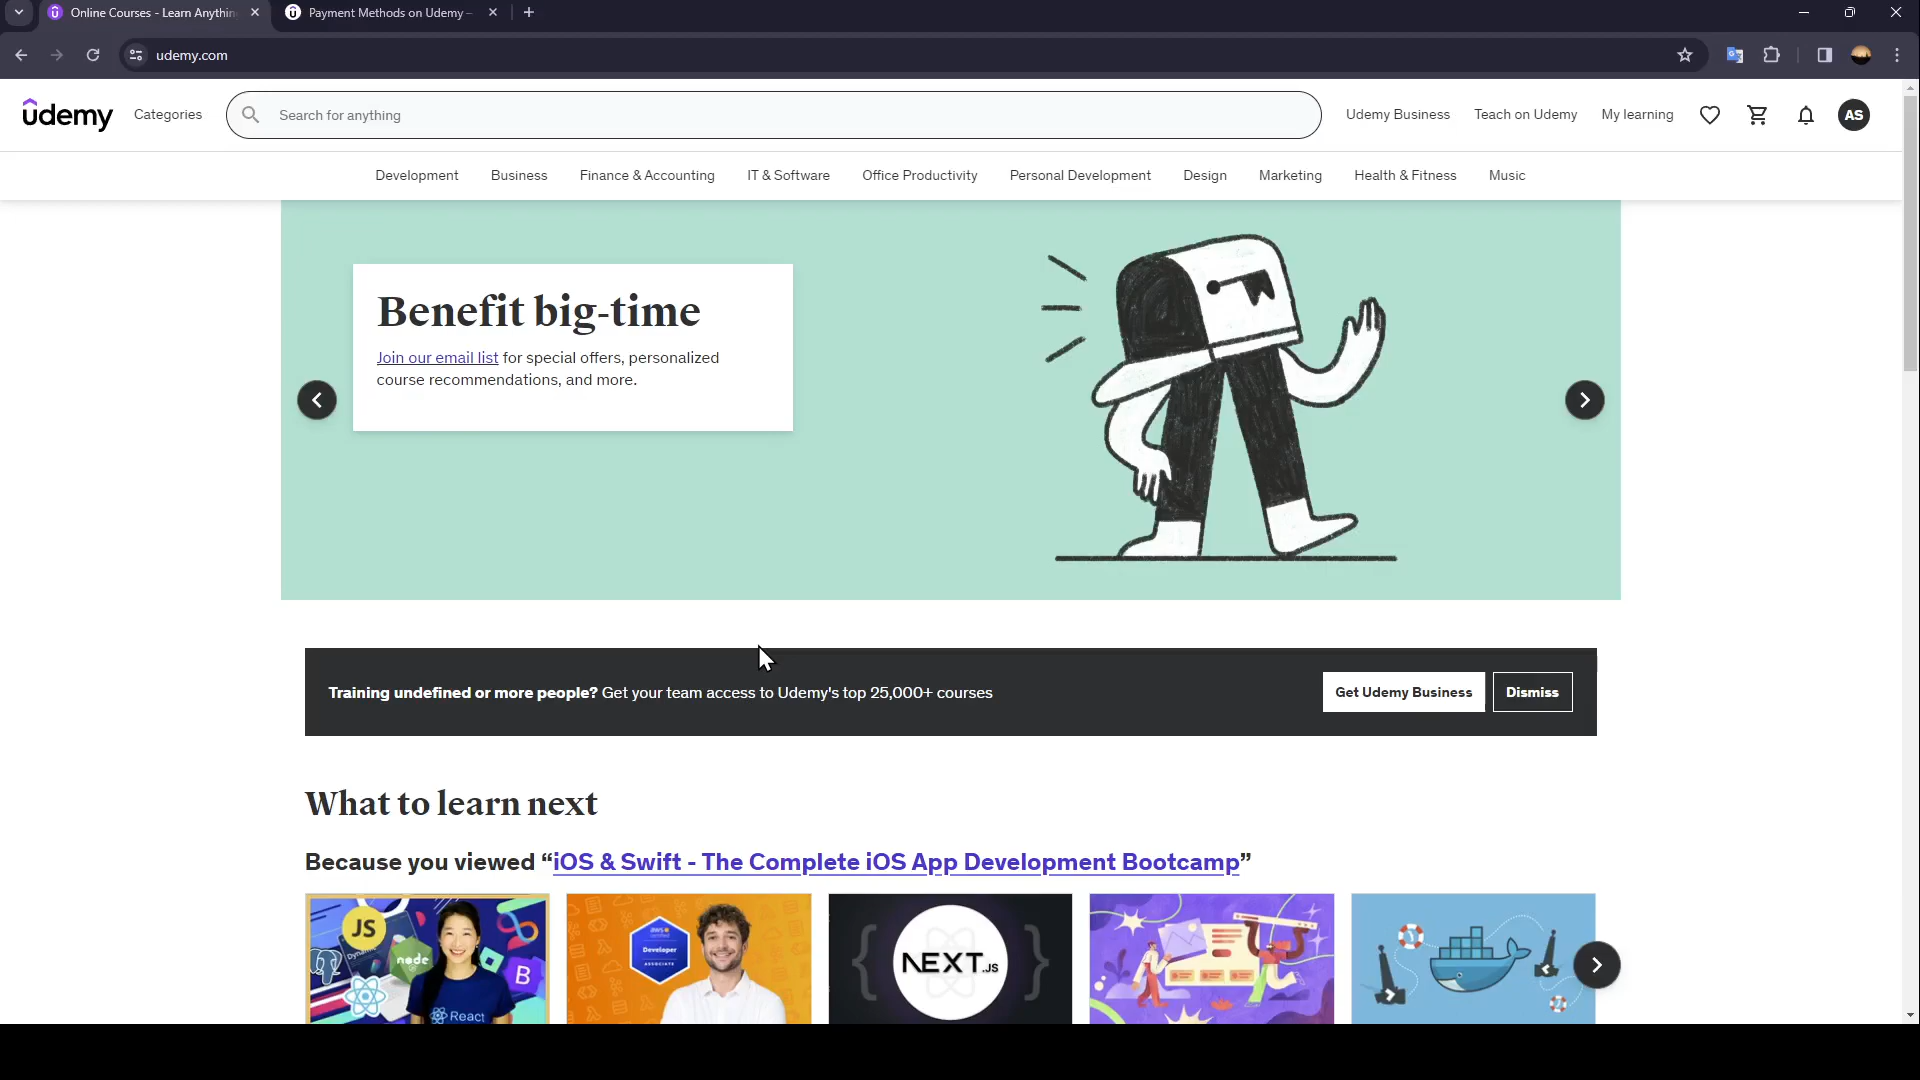 Online Courses - Learn Anythin
Payment Methods on Udemy –
udemy.com
ûdemy
Categories
Search for anything
Udemy Business
Teach on Udemy
My learning
AS
Development
Business
Finance & Accounting
IT & Software
Office Productivity
Personal Development
Design
Marketing
Health & Fitness
Music
Benefit big-time
Join our email list for special offers, personalized
course recommendations, and more.
Training undefined or more people? Get your team access to Udemy's top 25,000+ courses
Get Udemy Business
Dismiss
What to learn next
Because you viewed “iOS & Swift - The Complete iOS App Development Bootcamp”
JS
node
B
React
aws
certified
Developer
ASSOCIATE
{ NEXT.JS }